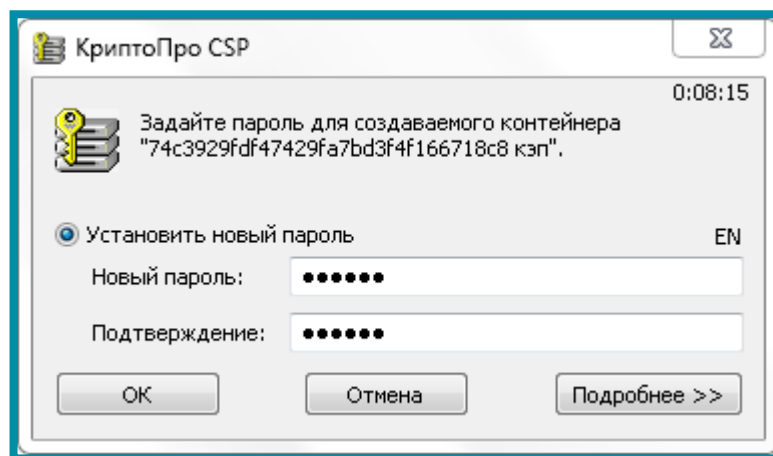 КриптоПро CSP
0:08:15
Задайте пароль для создаваемого контейнера
"74c3929fdf47429fa7bd3f4f166718c8 кэп".
Установить новый пароль
EN
Новый пароль:
Подтверждение:
ОК
Отмена
Подробнее >>